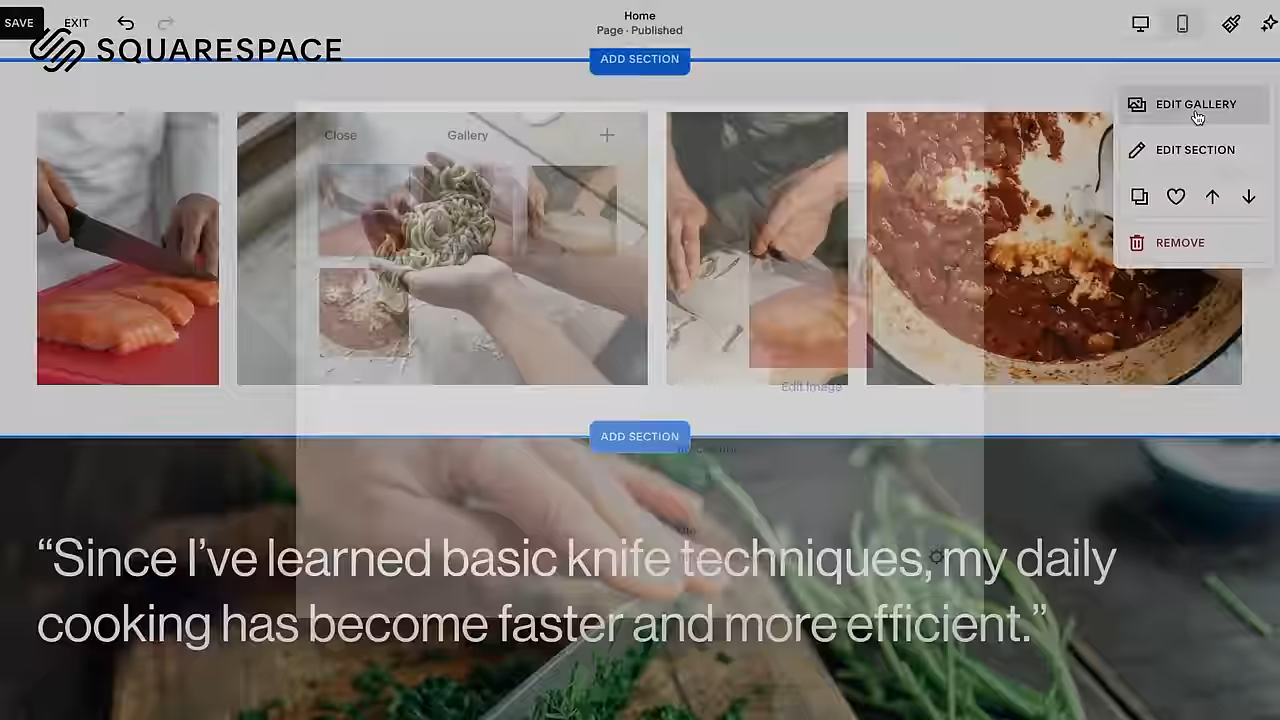 SAVE
EXIT
Home
Page · Published
SQUARESPACE
ADD SECTION
EDIT GALLERY
Close
Gallery
EDIT SECTION
REMOVE
Edit Image
ADD SECTION
“Since I’ve learned basic knife techniques, my daily
cooking has become faster and more efficient.”